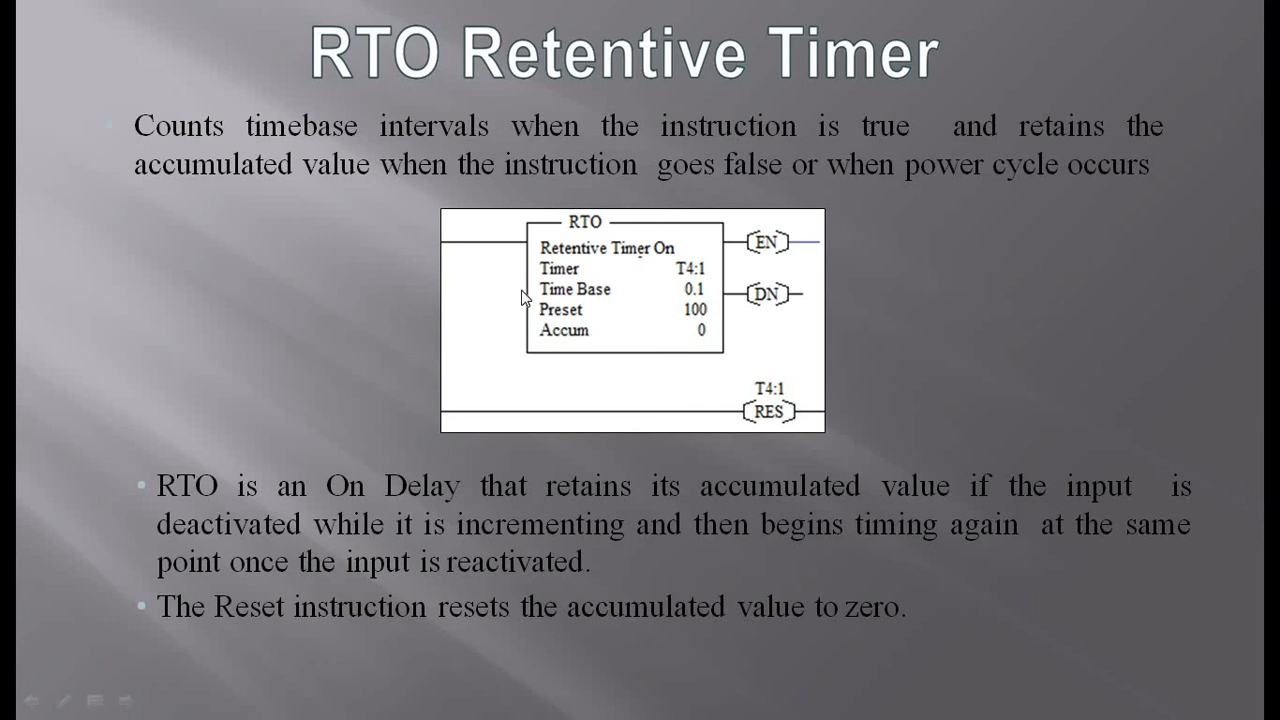 RTO Retentive Timer
Counts timebase intervals when the instruction is true and retains the
accumulated value when the instruction goes false or when power cycle occurs
RTO
Retentive Timer On
Timer T4:1
Time Base 0.1
Preset 100
Accum 0
EN
DN
T4:1
RES
• RTO is an On Delay that retains its accumulated value if the input is
deactivated while it is incrementing and then begins timing again at the same
point once the input is reactivated.
• The Reset instruction resets the accumulated value to zero.